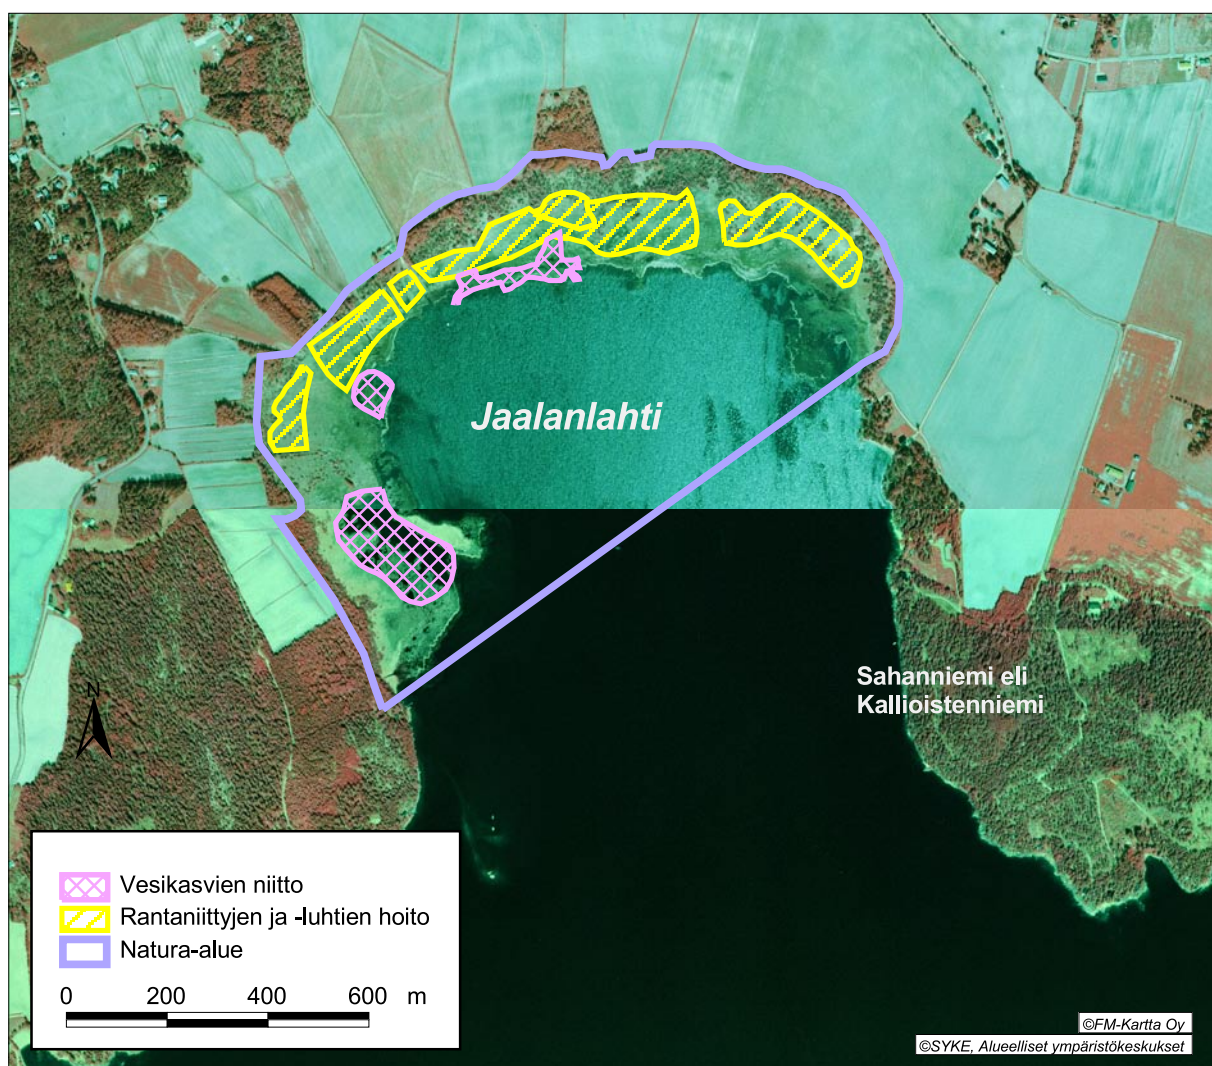 Jaalanlahti
Sahanniemi eli
Kallioistenniemi
N
Vesikasvien niitto
Rantaniittyjen ja -luhtien hoito
Natura-alue
0 200 400 600 m
©FM-Kartta Oy
©SYKE, Alueelliset ympäristökeskukset